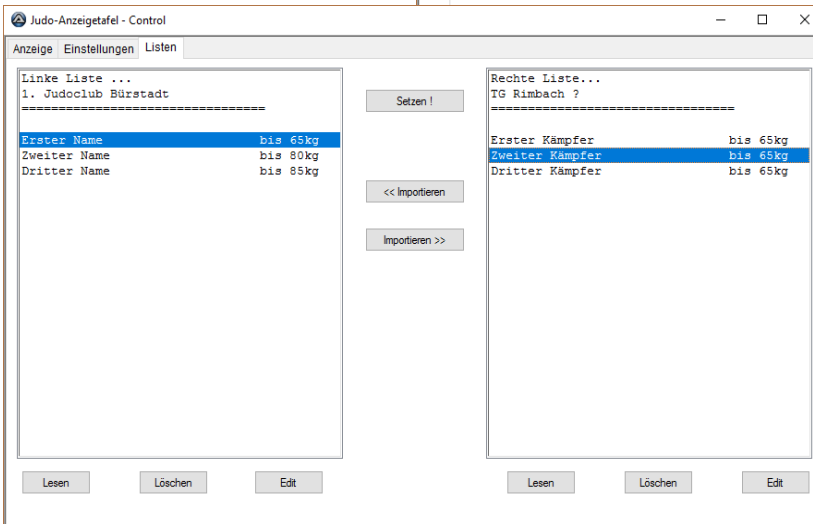 Judo-Anzeigetafel - Control
Anzeige Einstellungen Listen
Linke Liste ...
1. Judoclub Bürstadt
=================================
Erster Name bis 65kg
Zweiter Name bis 80kg
Dritter Name bis 85kg
Setzen !
<< Importieren
Importieren >>
Rechte Liste...
TG Rimbach ?
=================================
Erster Kämpfer bis 65kg
Zweiter Kämpfer bis 65kg
Dritter Kämpfer bis 65kg
Lesen Löschen Edit
Lesen Löschen Edit